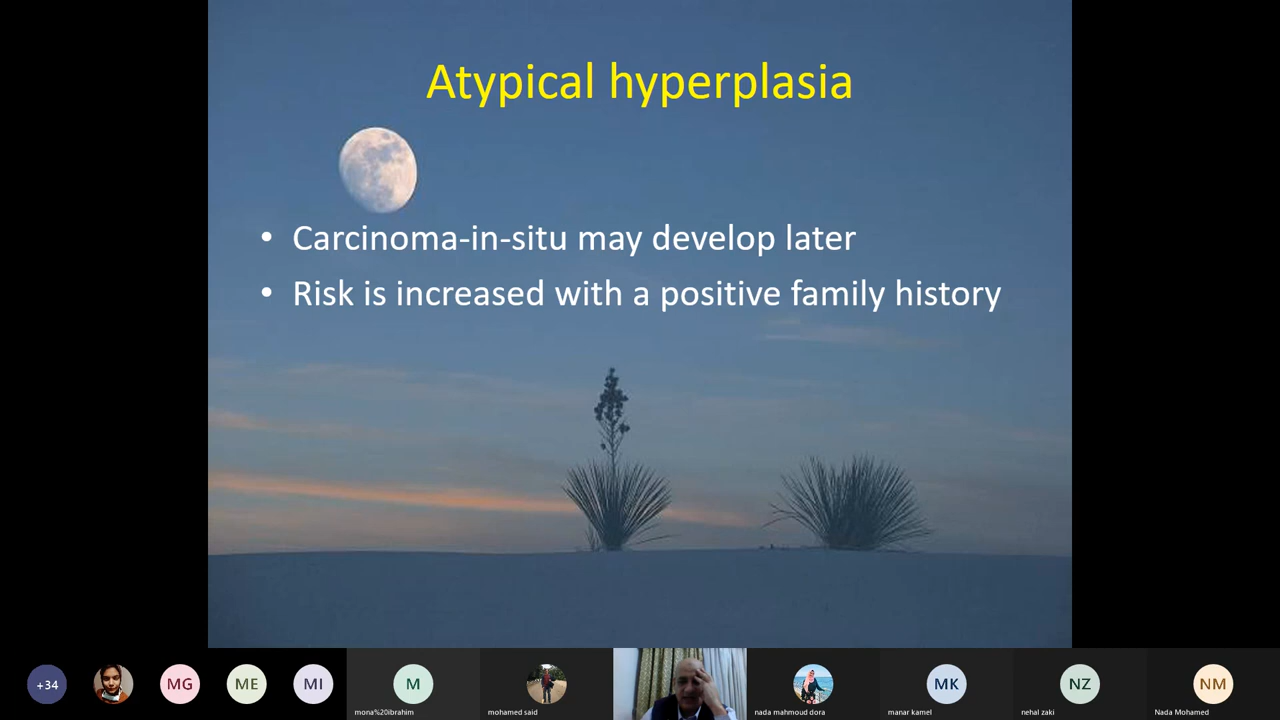 Atypical hyperplasia
• Carcinoma-in-situ may develop later
• Risk is increased with a positive family history
+34
MG
ME
MI
M
mona%20ibrahim
mohamed said
nada mahmoud dora
MK
manar kamel
NZ
nehal zaki
NM
Nada Mohamed